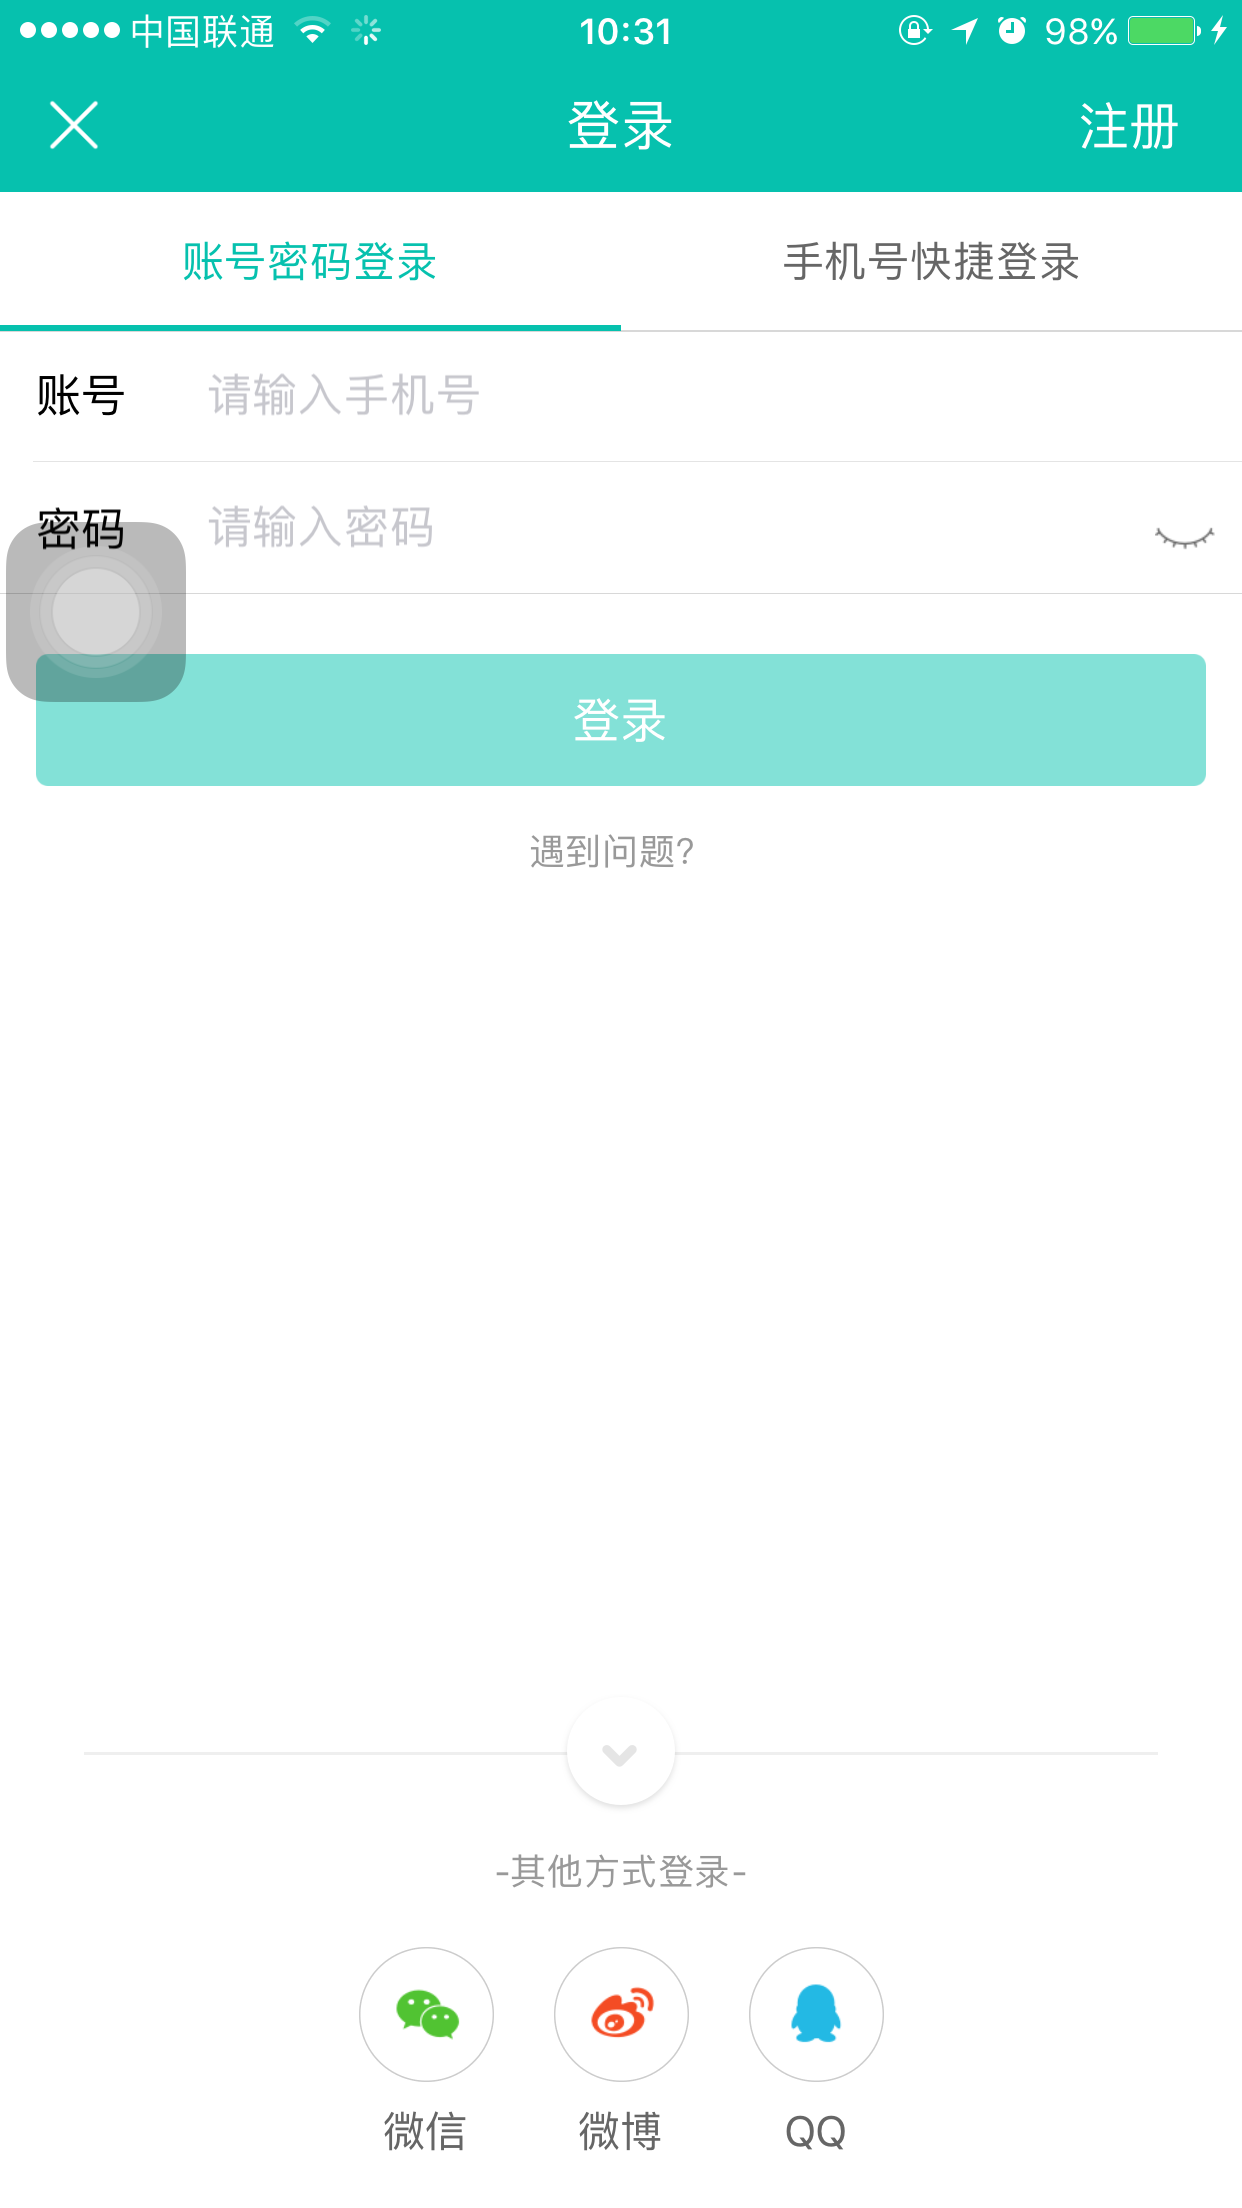 中国联通 10:31 98%
登录 注册
账号密码登录 手机号快捷登录
账号 请输入手机号
密码 请输入密码
登录
遇到问题?
-其他方式登录-
微信 微博 QQ